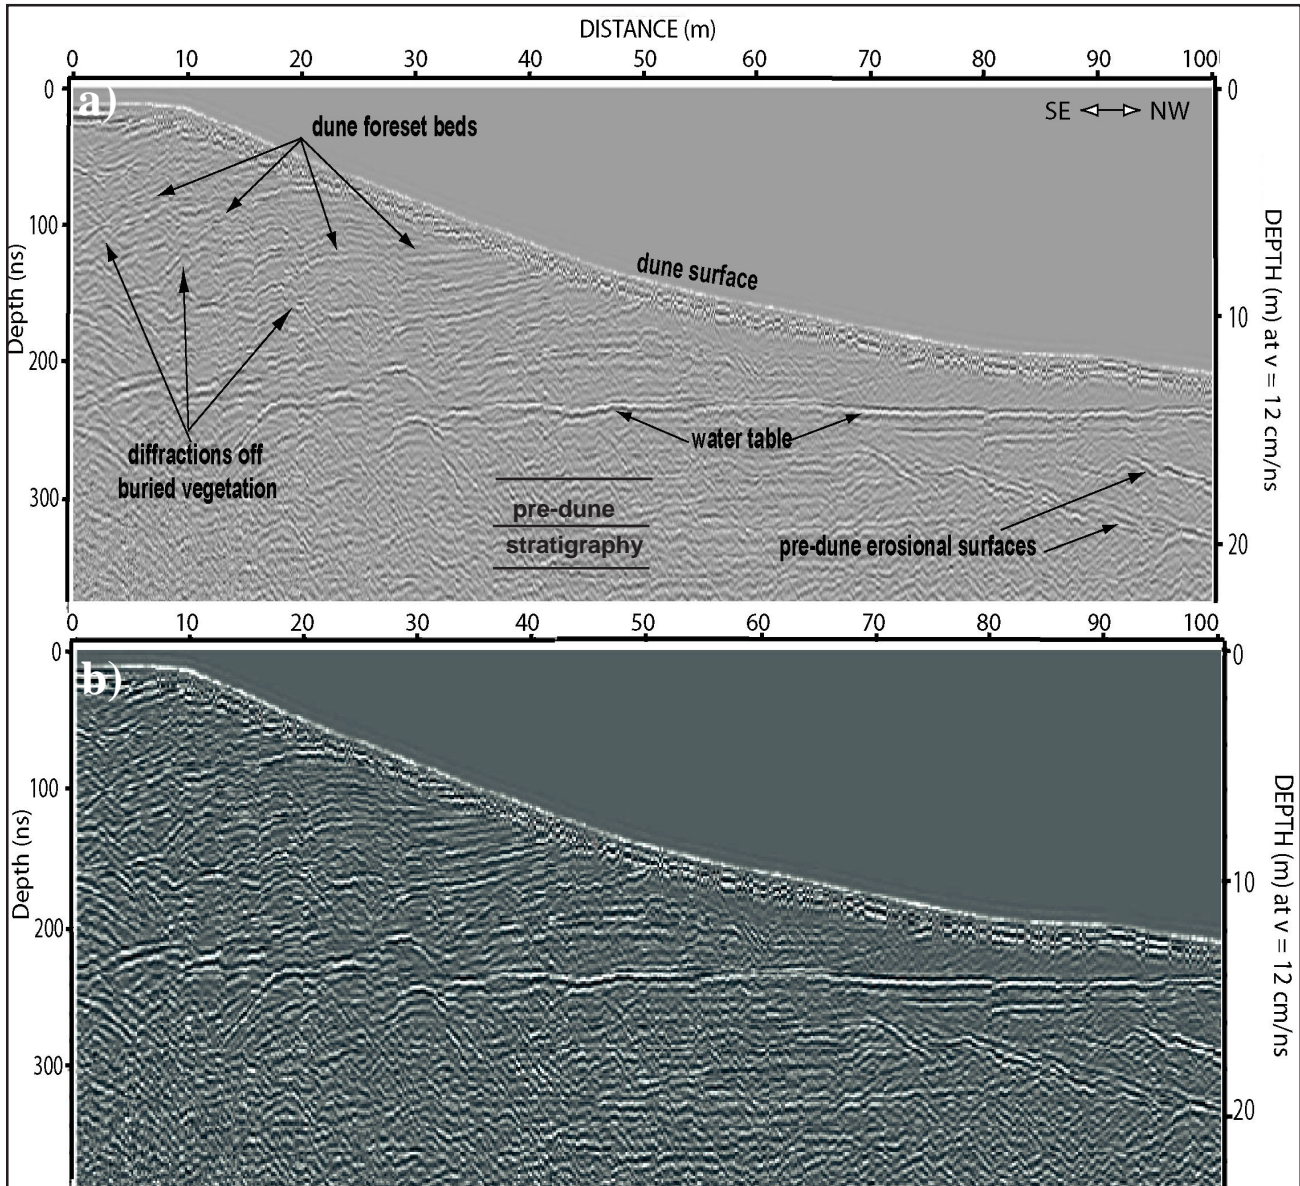 DISTANCE (m)
0 10 20 30 40 50 60 70 80 90 100
a)
SE NW
dune foreset beds
dune surface
diffractions off
buried vegetation
water table
pre-dune
stratigraphy
pre-dune erosional surfaces
0
100
200
300
Depth (ns)
0
10
20
DEPTH (m) at v = 12 cm/ns
0 10 20 30 40 50 60 70 80 90 100
b)
0
100
200
300
Depth (ns)
0
10
20
DEPTH (m) at v = 12 cm/ns